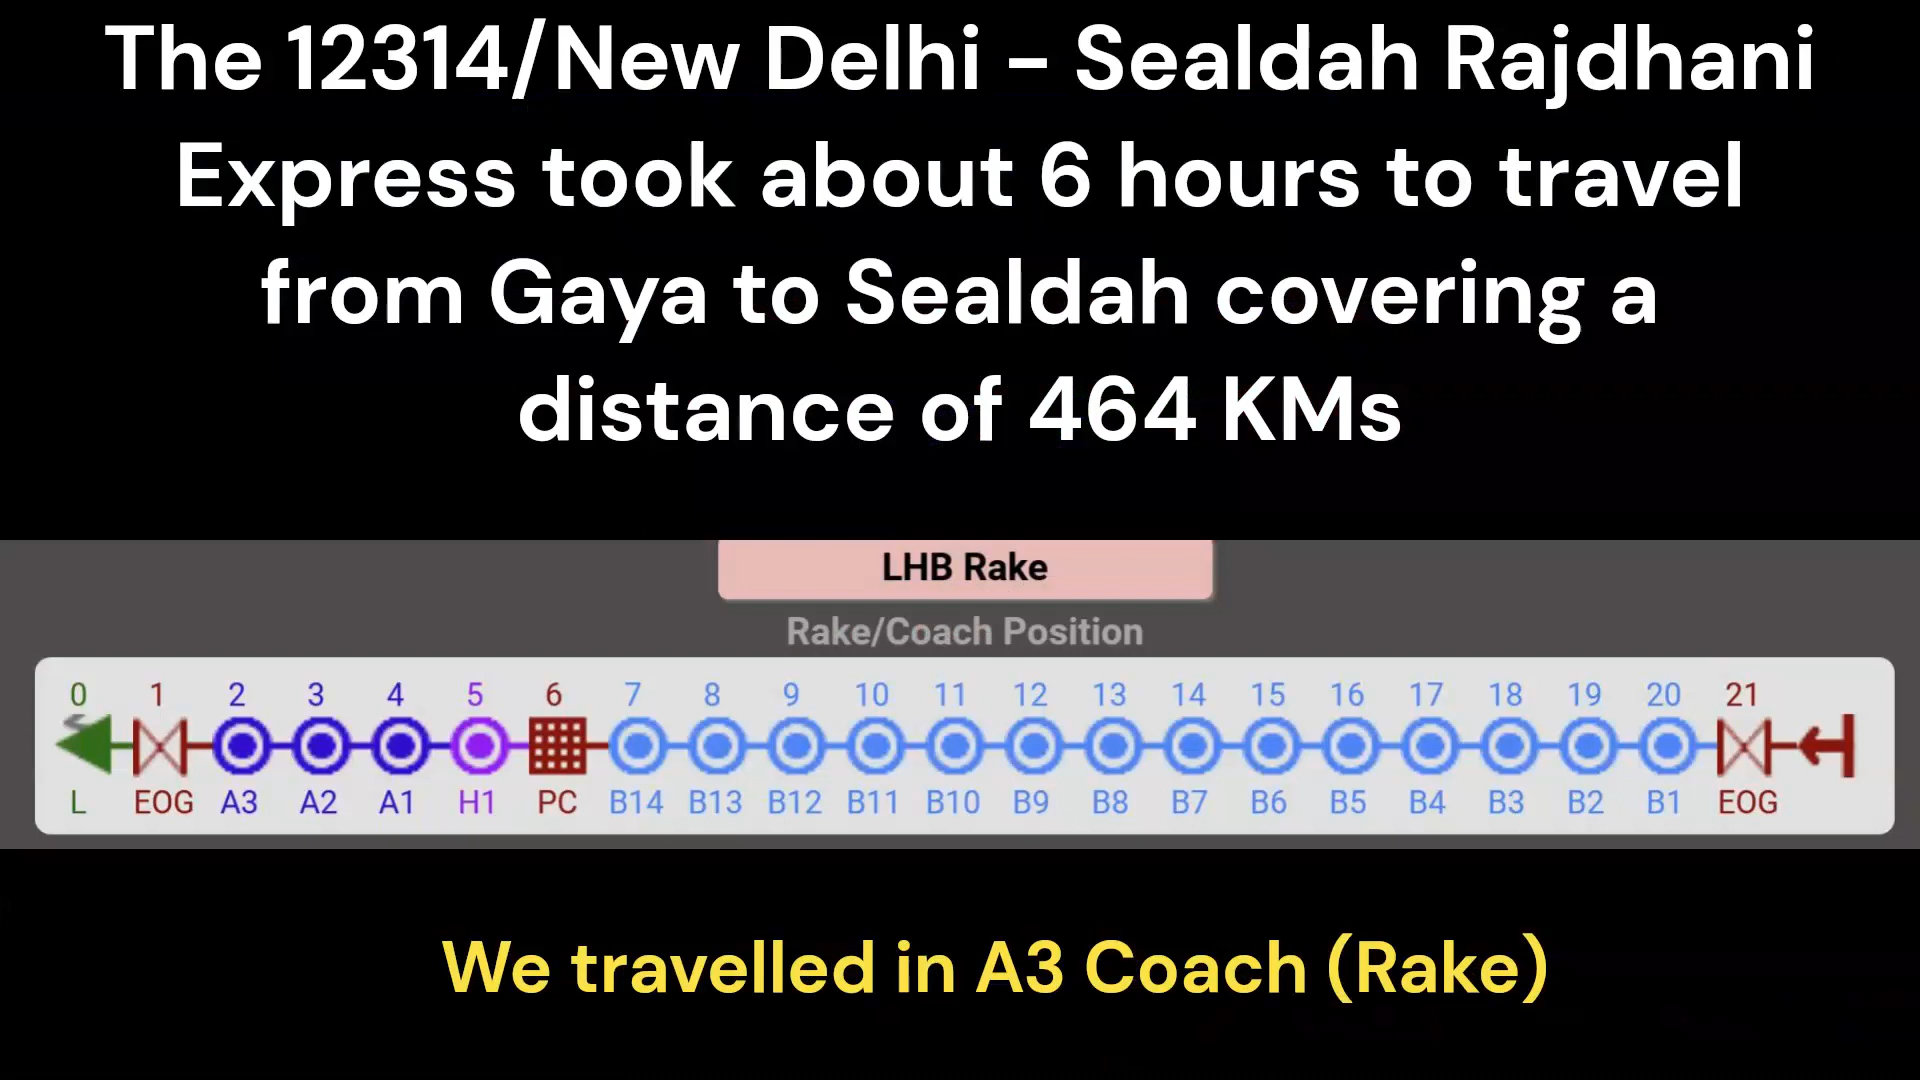 The 12314/New Delhi - Sealdah Rajdhani
Express took about 6 hours to travel
from Gaya to Sealdah covering a
distance of 464 KMs
LHB Rake
Rake/Coach Position
0 1 2 3 4 5 6 7 8 9 10 11 12 13 14 15 16 17 18 19 20 21
L EOG A3 A2 A1 H1 PC B14 B13 B12 B11 B10 B9 B8 B7 B6 B5 B4 B3 B2 B1 EOG
We travelled in A3 Coach (Rake)